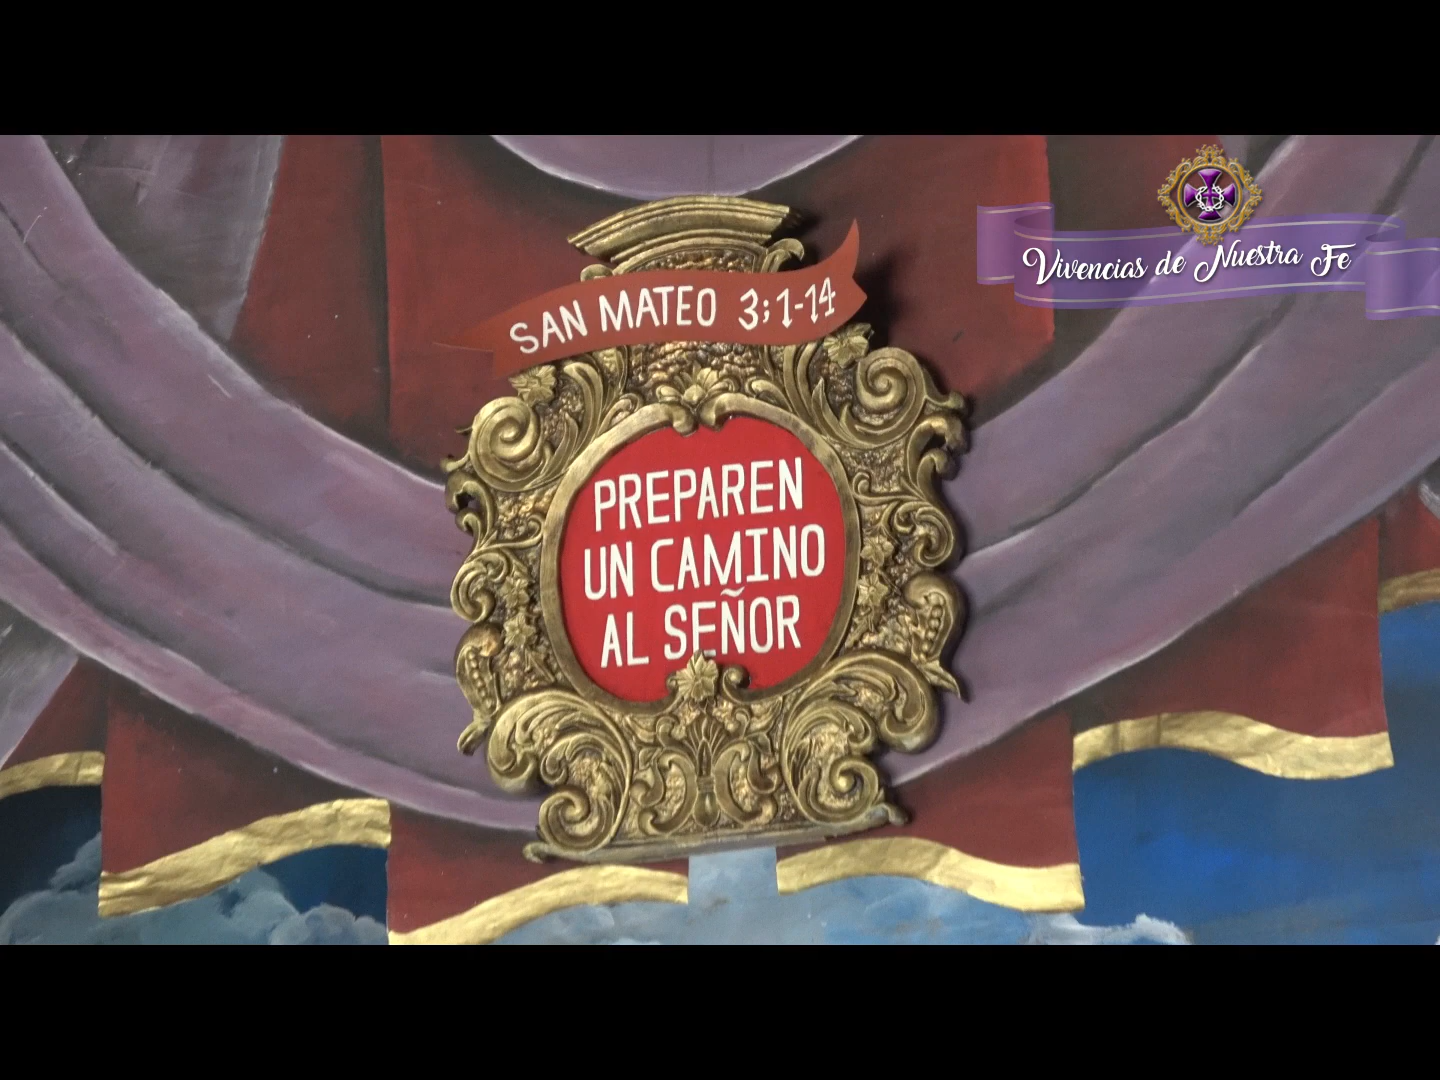 Vivencias de Nuestra Fe
SAN MATEO 3;1-14
PREPAREN
UN CAMINO
AL SEÑOR